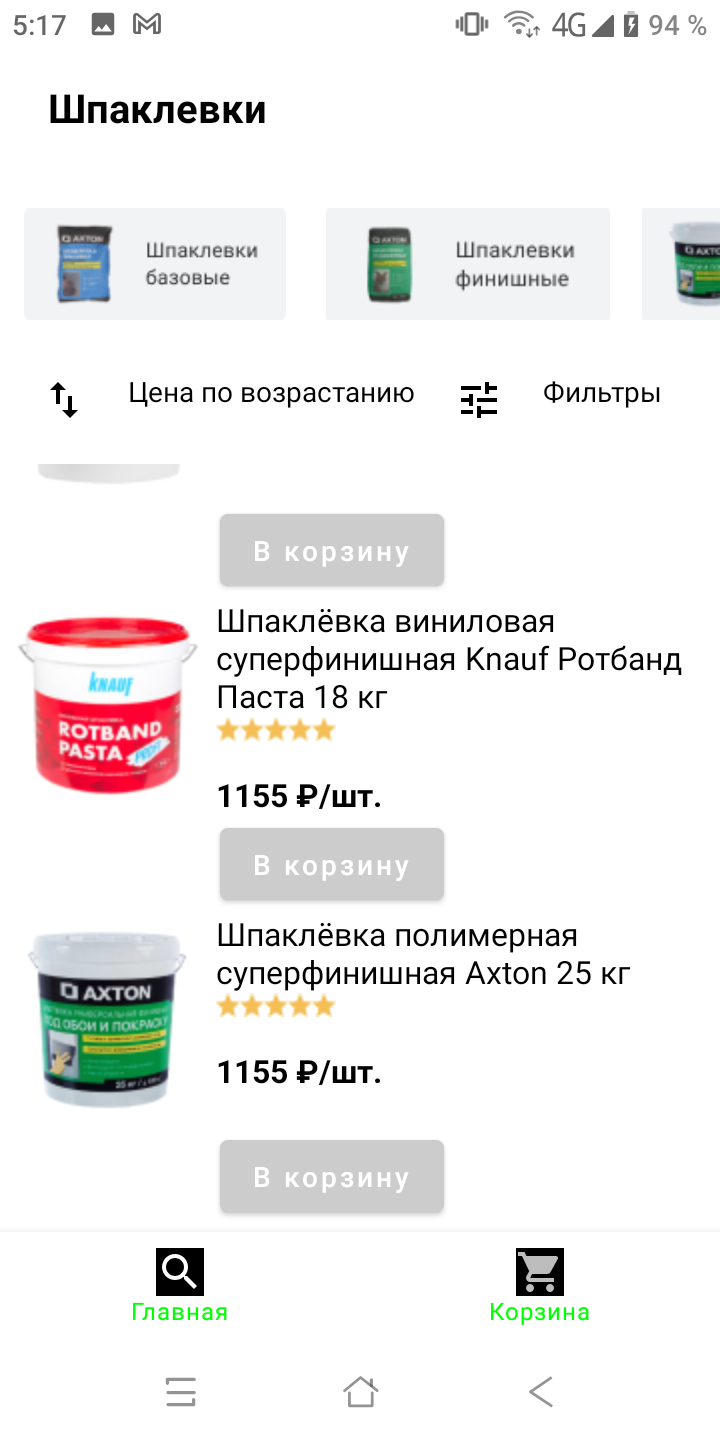 5:17 4G 94 %
Шпаклевки
AXTON
Шпаклевки
базовые
AXTON
Шпаклевки
финишные
Цена по возрастанию
Фильтры
В корзину
KNAUF
ROTBAND
PASTA PROFI
Шпаклёвка виниловая
суперфинишная Knauf Ротбанд
Паста 18 кг
1155 ₽/шт.
В корзину
AXTON
ПОД ОБОИ И ПОКРАСКУ
Шпаклёвка полимерная
суперфинишная Axton 25 кг
1155 ₽/шт.
В корзину
Главная
Корзина